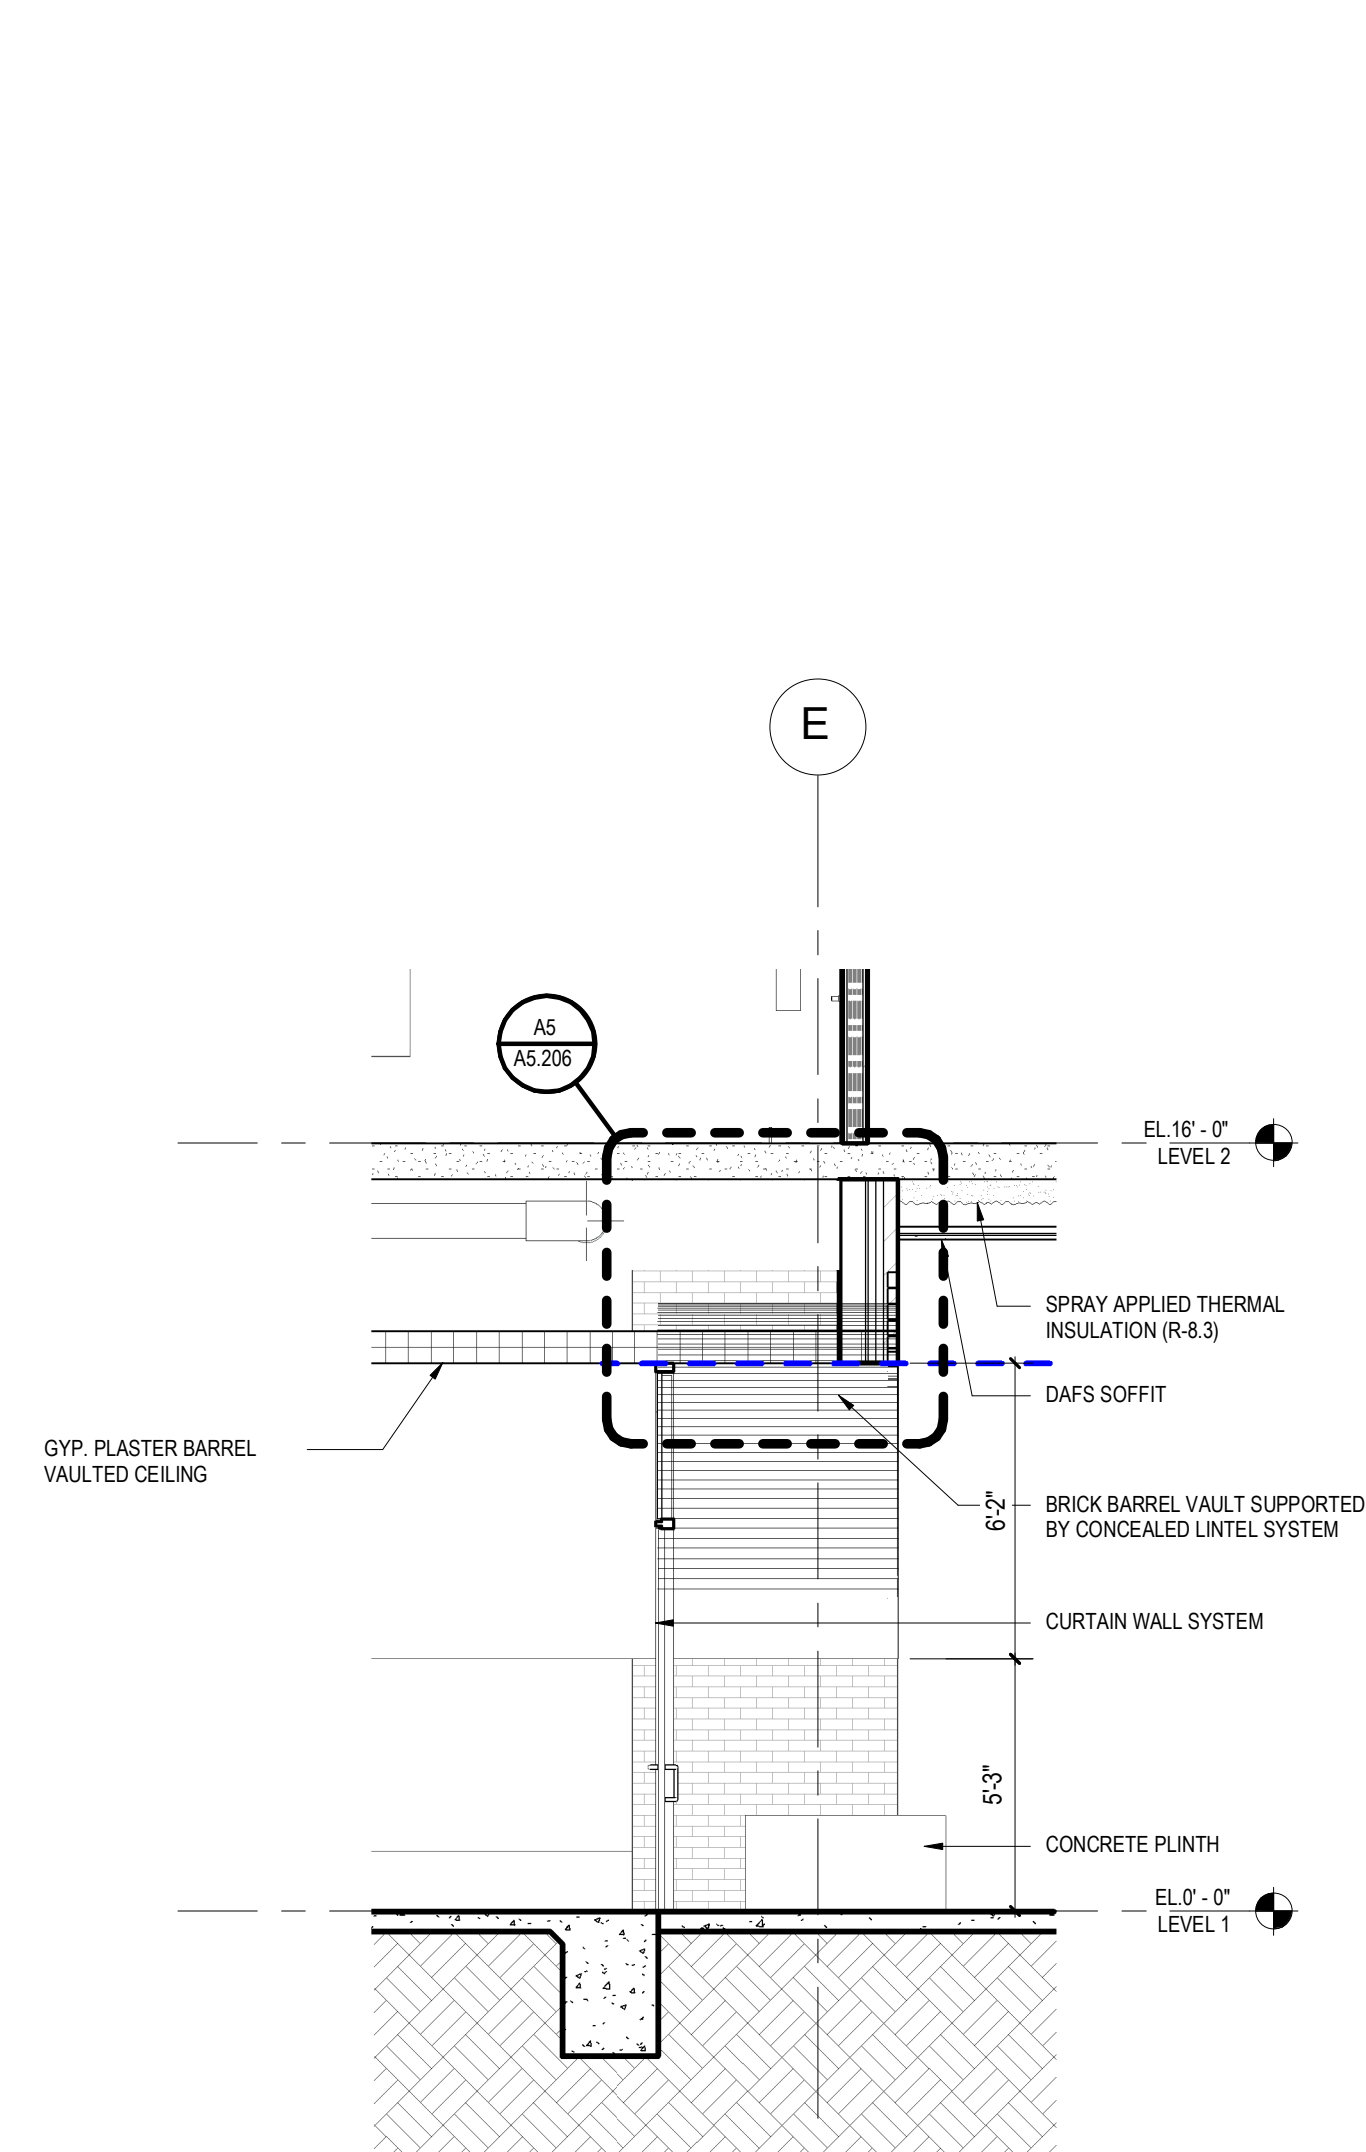 E
A5
A5.206
EL.16' - 0"
LEVEL 2
SPRAY APPLIED THERMAL
INSULATION (R-8.3)
DAFS SOFFIT
GYP. PLASTER BARREL
VAULTED CEILING
6'-2"
BRICK BARREL VAULT SUPPORTED
BY CONCEALED LINTEL SYSTEM
CURTAIN WALL SYSTEM
5'-3"
CONCRETE PLINTH
EL.0' - 0"
LEVEL 1